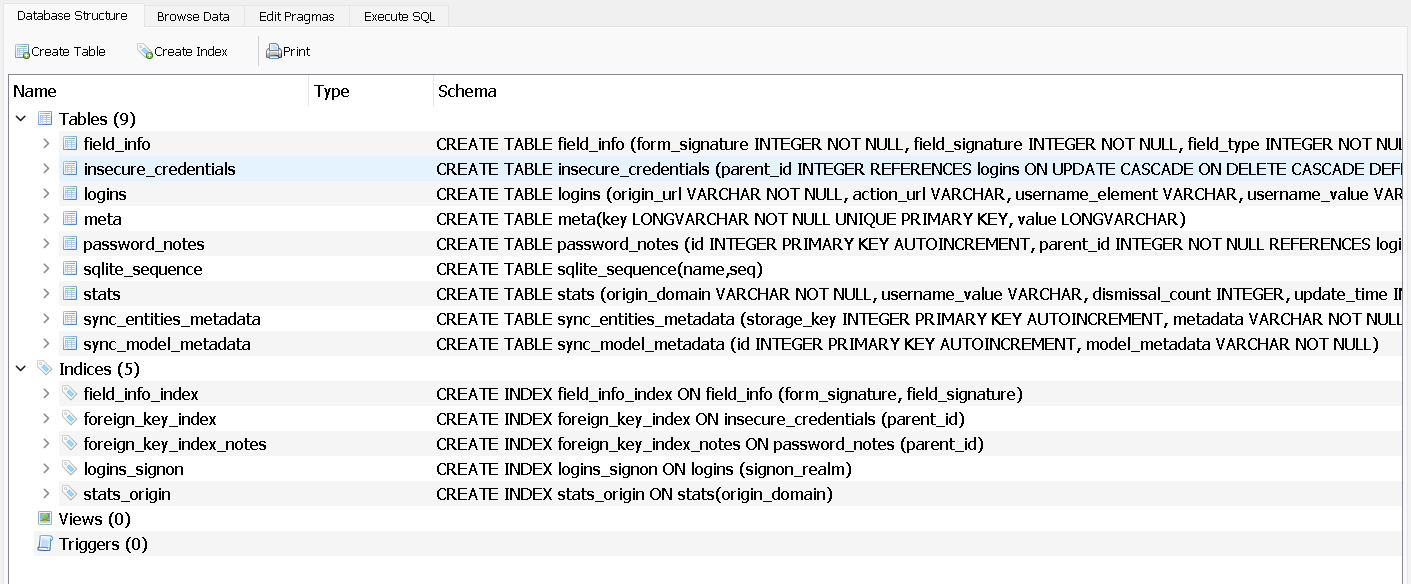 Database Structure Browse Data Edit Pragmas Execute SQL
Create Table Create Index Print
Name Type Schema
Tables (9)
field_info CREATE TABLE field_info (form_signature INTEGER NOT NULL, field_signature INTEGER NOT NULL, field_type INTEGER NOT NUL
insecure_credentials CREATE TABLE insecure_credentials (parent_id INTEGER REFERENCES logins ON UPDATE CASCADE ON DELETE CASCADE DEF
logins CREATE TABLE logins (origin_url VARCHAR NOT NULL, action_url VARCHAR, username_element VARCHAR, username_value VAR
meta CREATE TABLE meta(key LONGVARCHAR NOT NULL UNIQUE PRIMARY KEY, value LONGVARCHAR)
password_notes CREATE TABLE password_notes (id INTEGER PRIMARY KEY AUTOINCREMENT, parent_id INTEGER NOT NULL REFERENCES logi
sqlite_sequence CREATE TABLE sqlite_sequence(name,seq)
stats CREATE TABLE stats (origin_domain VARCHAR NOT NULL, username_value VARCHAR, dismissal_count INTEGER, update_time IN
sync_entities_metadata CREATE TABLE sync_entities_metadata (storage_key INTEGER PRIMARY KEY AUTOINCREMENT, metadata VARCHAR NOT NULL
sync_model_metadata CREATE TABLE sync_model_metadata (id INTEGER PRIMARY KEY AUTOINCREMENT, model_metadata VARCHAR NOT NULL)
Indices (5)
field_info_index CREATE INDEX field_info_index ON field_info (form_signature, field_signature)
foreign_key_index CREATE INDEX foreign_key_index ON insecure_credentials (parent_id)
foreign_key_index_notes CREATE INDEX foreign_key_index_notes ON password_notes (parent_id)
logins_signon CREATE INDEX logins_signon ON logins (signon_realm)
stats_origin CREATE INDEX stats_origin ON stats(origin_domain)
Views (0)
Triggers (0)